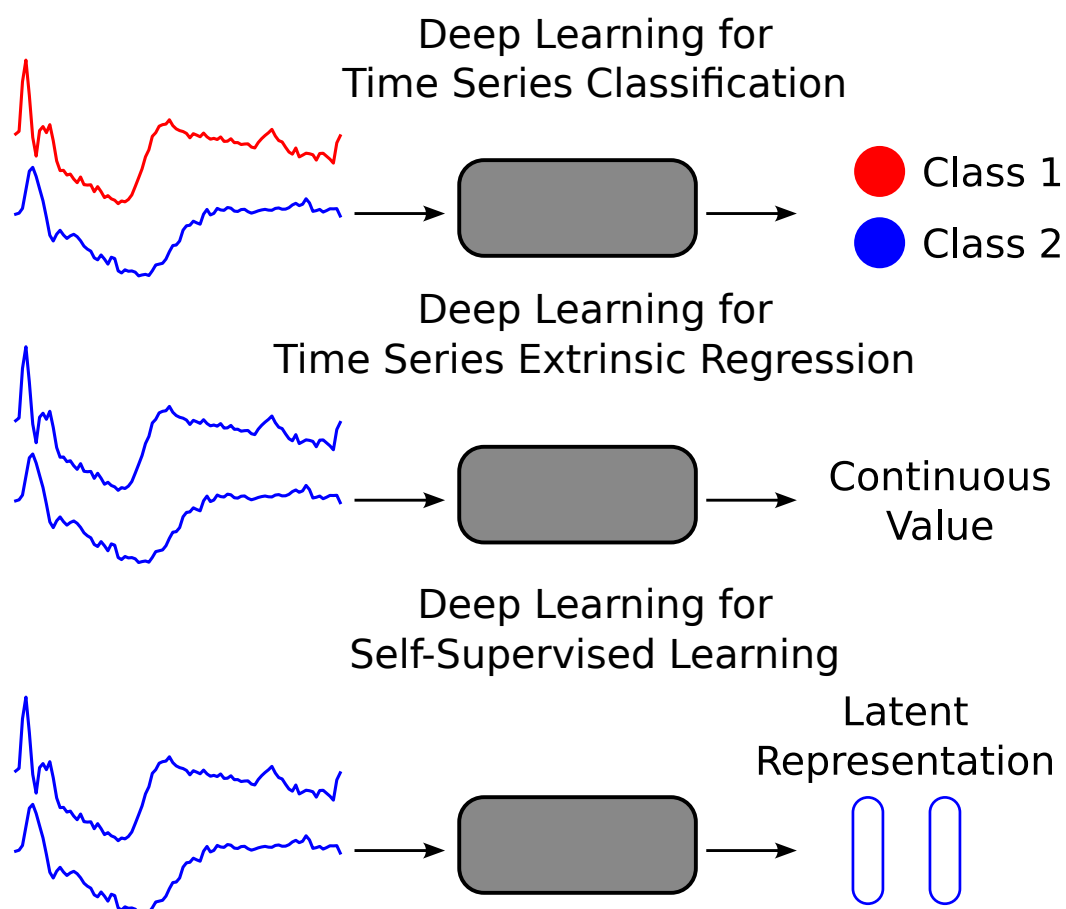 Deep Learning for
Time Series Classification
Class 1
Class 2
Deep Learning for
Time Series Extrinsic Regression
Continuous
Value
Deep Learning for
Self-Supervised Learning
Latent
Representation